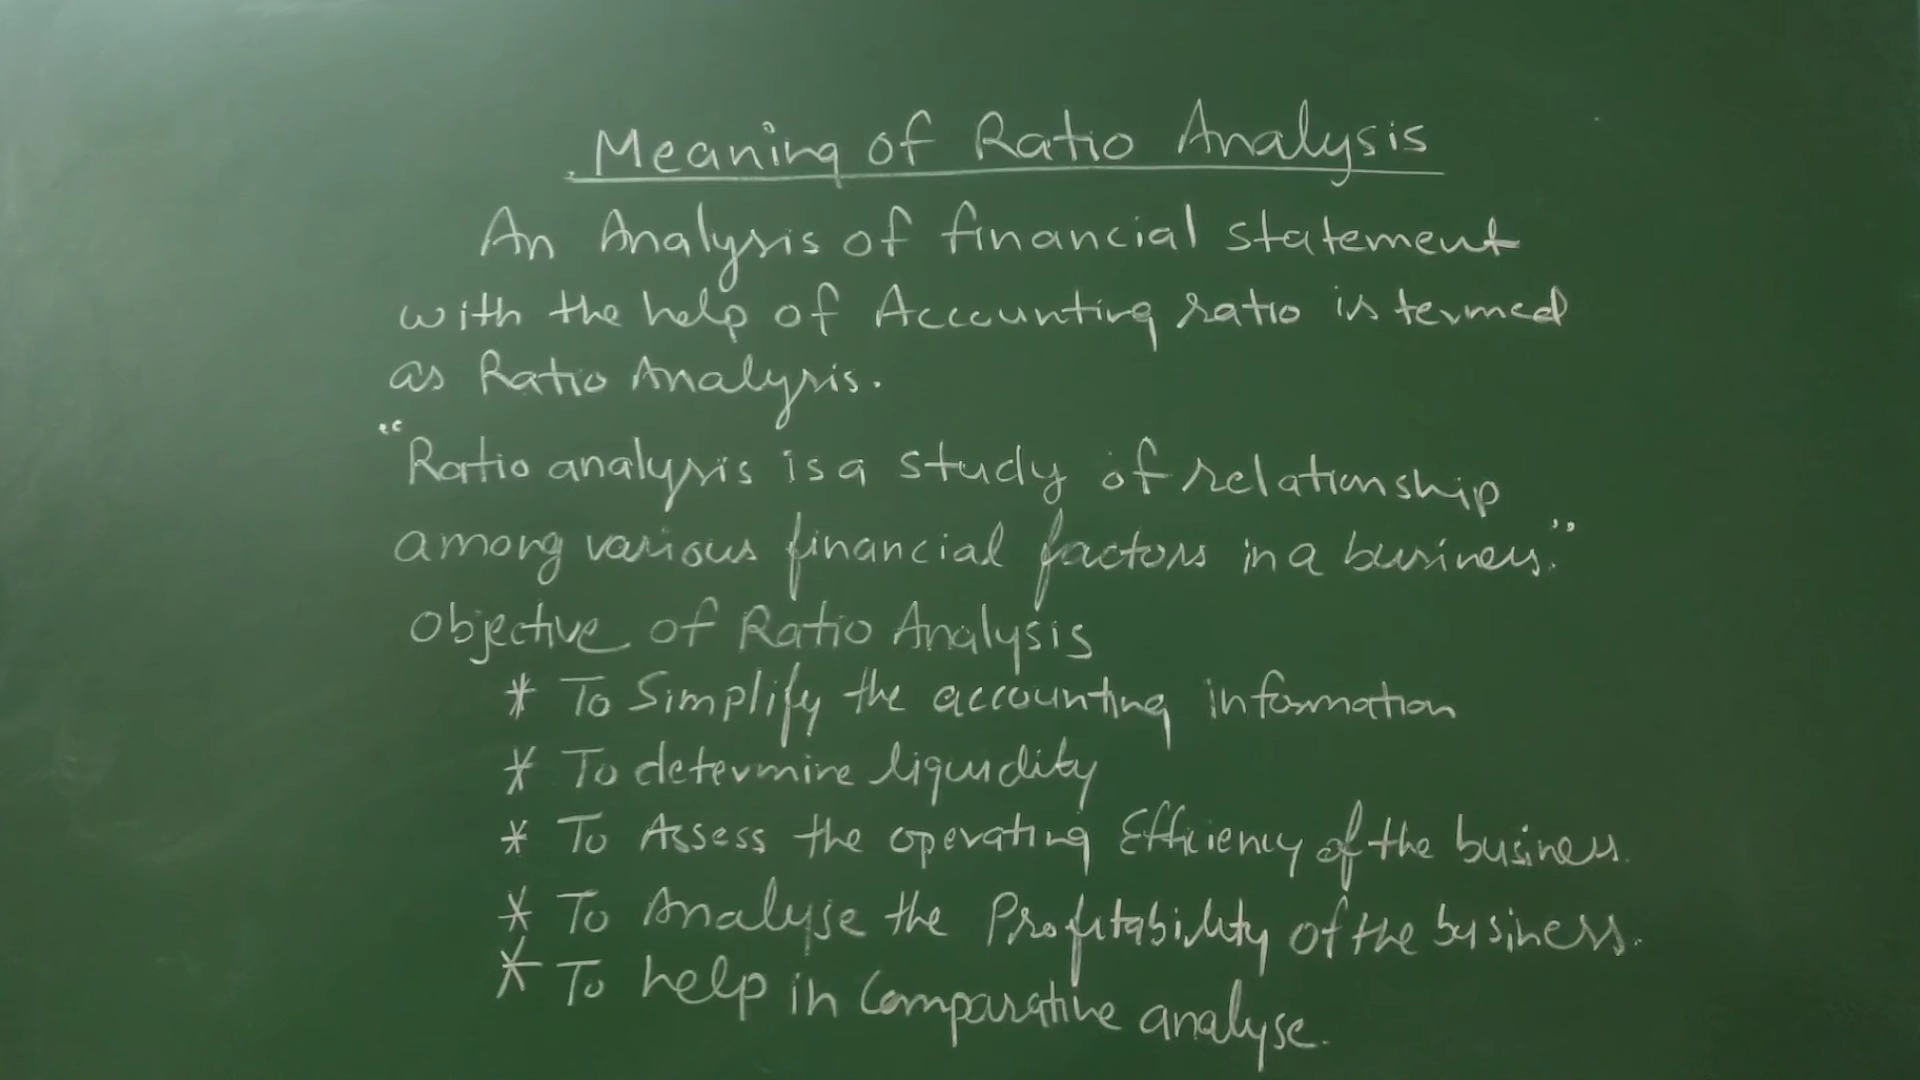 Meaning of Ratio Analysis
An Analysis of financial statement
with the help of Accounting ratio is termed
as Ratio Analysis.
"Ratio analysis is a study of relationship
among various financial factors in a business."
Objective of Ratio Analysis
* To Simplify the accounting information
* To determine liquidity
* To Assess the operating Efficiency of the business.
* To Analyse the Profitability of the business.
* To help in Comparative analyse.